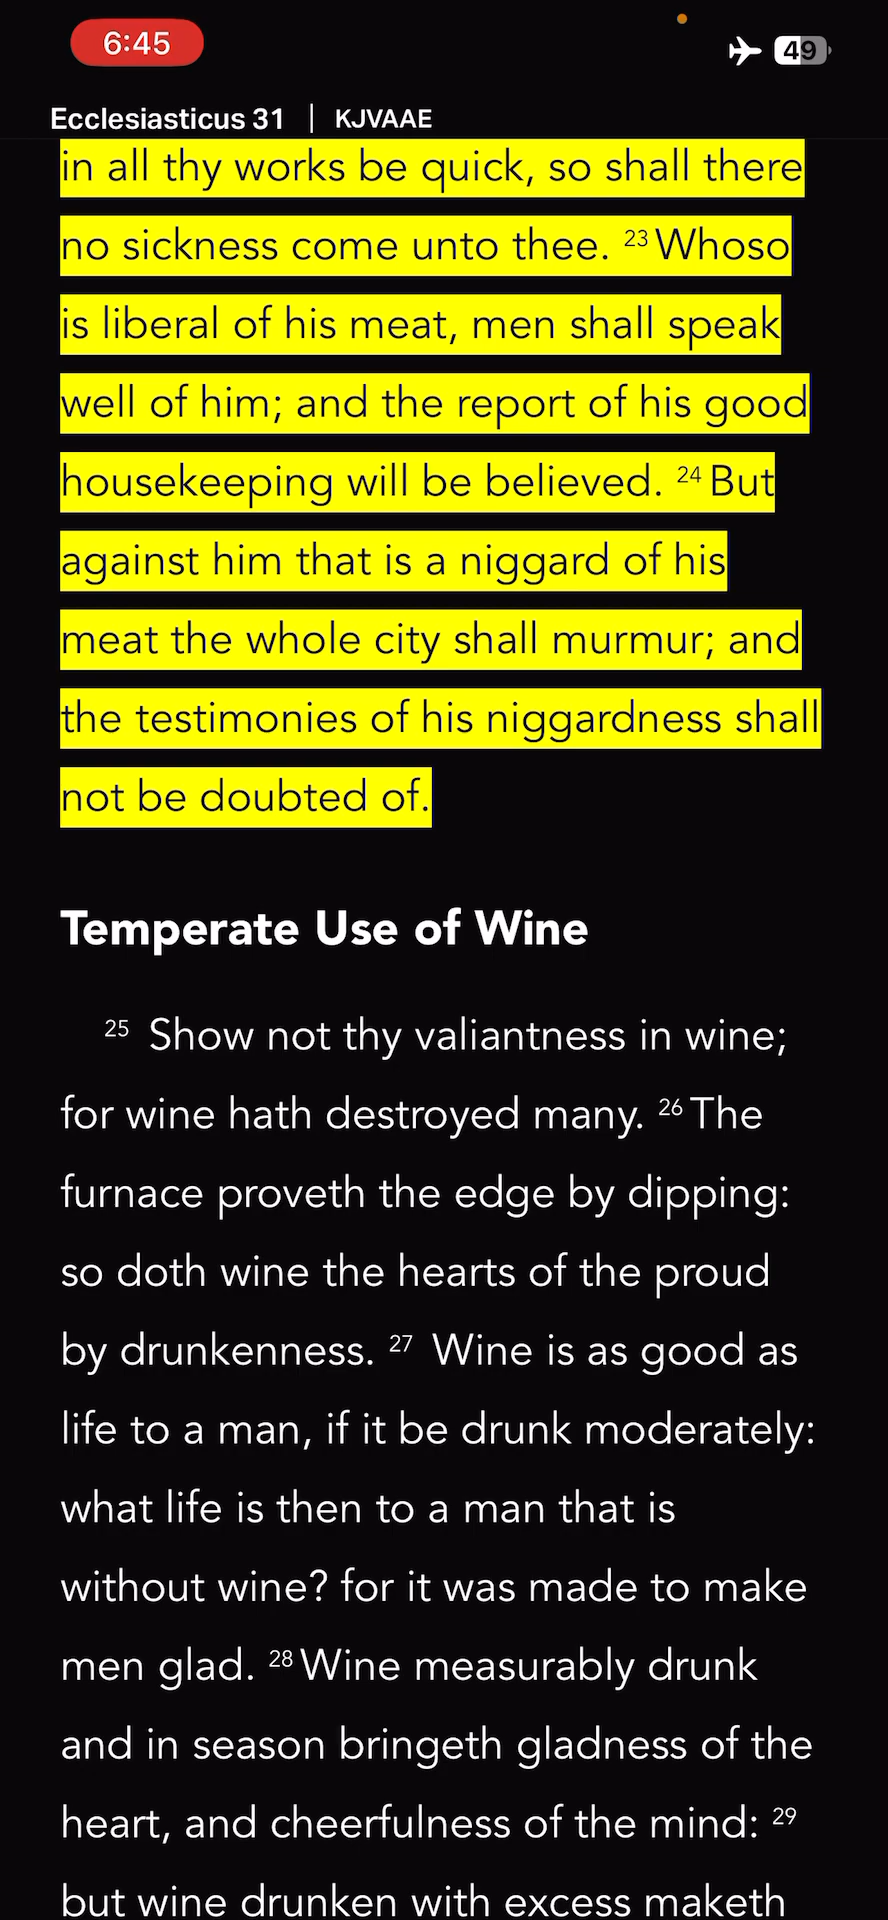 6:45
49
Ecclesiasticus 31 | KJVAAE
in all thy works be quick, so shall there
no sickness come unto thee. 23 Whoso
is liberal of his meat, men shall speak
well of him; and the report of his good
housekeeping will be believed. 24 But
against him that is a niggard of his
meat the whole city shall murmur; and
the testimonies of his niggardness shall
not be doubted of.
Temperate Use of Wine
25 Show not thy valiantness in wine;
for wine hath destroyed many. 26 The
furnace proveth the edge by dipping:
so doth wine the hearts of the proud
by drunkenness. 27 Wine is as good as
life to a man, if it be drunk moderately:
what life is then to a man that is
without wine? for it was made to make
men glad. 28 Wine measurably drunk
and in season bringeth gladness of the
heart, and cheerfulness of the mind: 29
but wine drunken with excess maketh